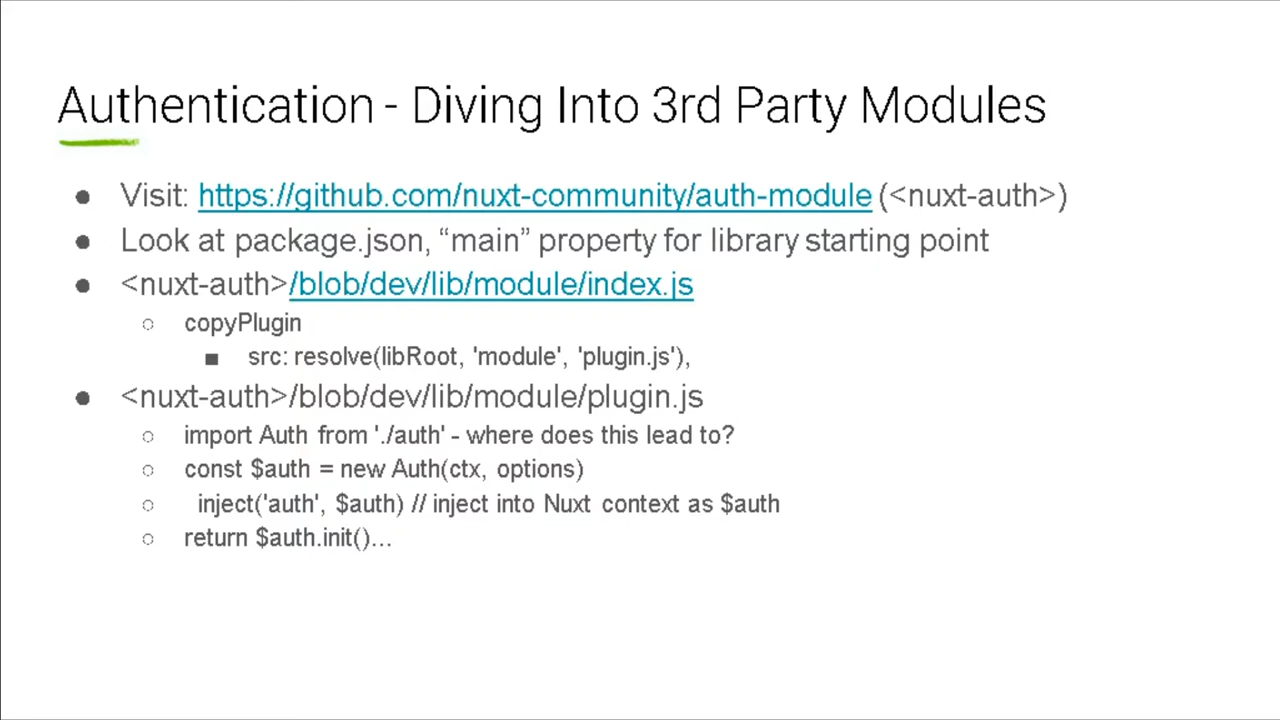 Authentication - Diving Into 3rd Party Modules
● Visit: https://github.com/nuxt-community/auth-module (<nuxt-auth>)
● Look at package.json, “main” property for library starting point
● <nuxt-auth>/blob/dev/lib/module/index.js
○ copyPlugin
■ src: resolve(libRoot, 'module', 'plugin.js'),
● <nuxt-auth>/blob/dev/lib/module/plugin.js
○ import Auth from './auth' - where does this lead to?
○ const $auth = new Auth(ctx, options)
○ inject('auth', $auth) // inject into Nuxt context as $auth
○ return $auth.init()...